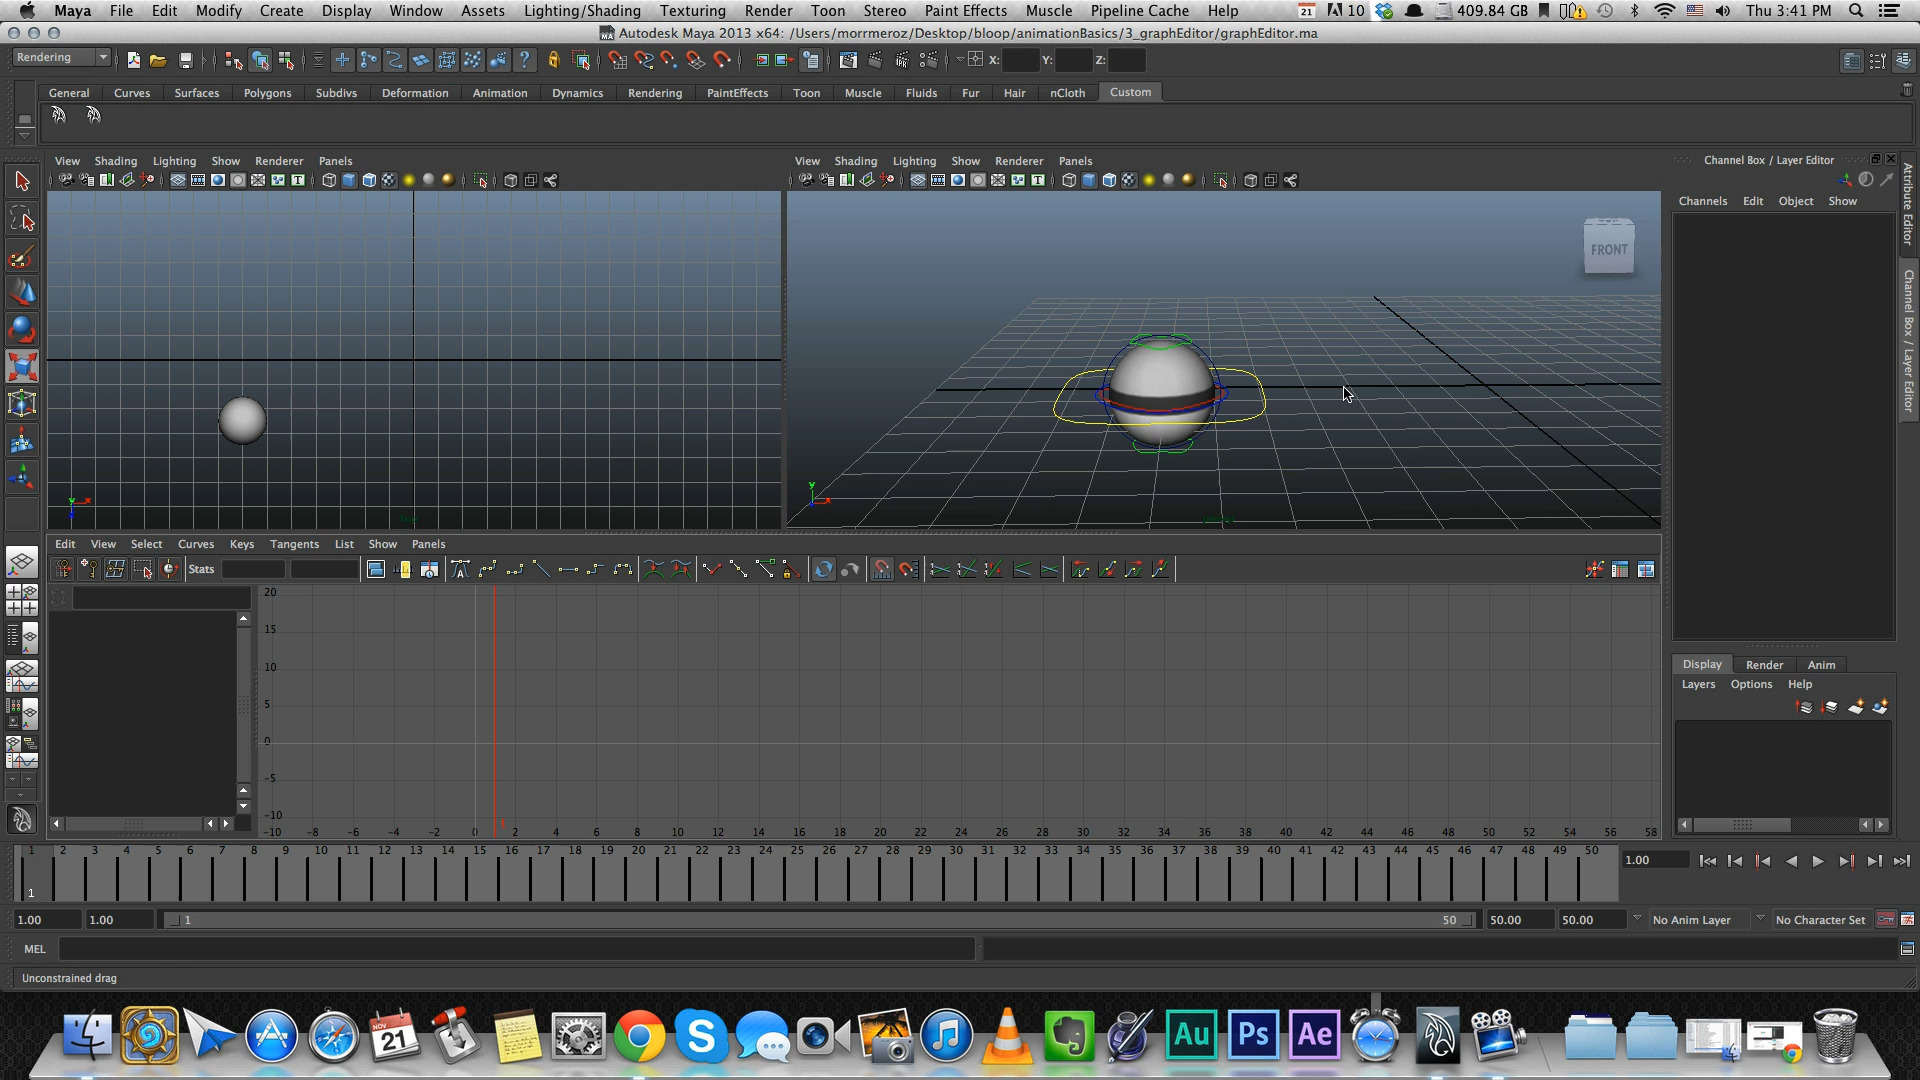 Maya File Edit Modify Create Display Window Assets Lighting/Shading Texturing Render Toon Stereo Paint Effects Muscle Pipeline Cache Help 21 10 409.84 GB Thu 3:41 PM
Autodesk Maya 2013 x64: /Users/morrmeroz/Desktop/bloop/animationBasics/3_graphEditor/graphEditor.ma
Rendering X: Y: Z:
General Curves Surfaces Polygons Subdivs Deformation Animation Dynamics Rendering PaintEffects Toon Muscle Fluids Fur Hair nCloth Custom
View Shading Lighting Show Renderer Panels
View Shading Lighting Show Renderer Panels
Channel Box / Layer Editor
Channels Edit Object Show
Attribute Editor
Channel Box / Layer Editor
FRONT
Y X
Y X
Edit View Select Curves Keys Tangents List Show Panels
Stats
20
15
10
5
0
-5
-10
-10 -8 -6 -4 -2 0 2 4 6 8 10 12 14 16 18 20 22 24 26 28 30 32 34 36 38 40 42 44 46 48 50 52 54 56 58
Display Render Anim
Layers Options Help
1 2 3 4 5 6 7 8 9 10 11 12 13 14 15 16 17 18 19 20 21 22 23 24 25 26 27 28 29 30 31 32 33 34 35 36 37 38 39 40 41 42 43 44 45 46 47 48 49 50
1
1.00
1.00 1.00 1 50 50.00 50.00 No Anim Layer No Character Set
MEL
Unconstrained drag
NOV
21
Au Ps Ae